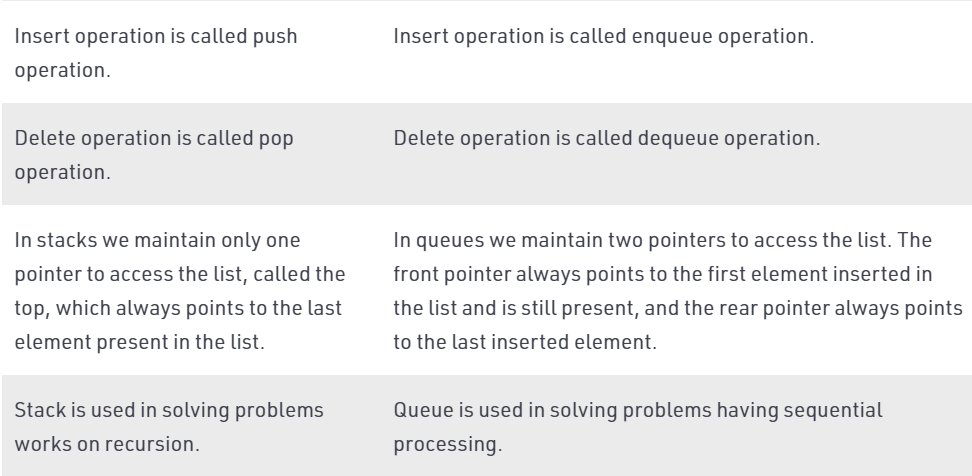 Insert operation is called push
operation.
Insert operation is called enqueue operation.
Delete operation is called pop
operation.
Delete operation is called dequeue operation.
In stacks we maintain only one
pointer to access the list, called the
top, which always points to the last
element present in the list.
In queues we maintain two pointers to access the list. The
front pointer always points to the first element inserted in
the list and is still present, and the rear pointer always points
to the last inserted element.
Stack is used in solving problems
works on recursion.
Queue is used in solving problems having sequential
processing.